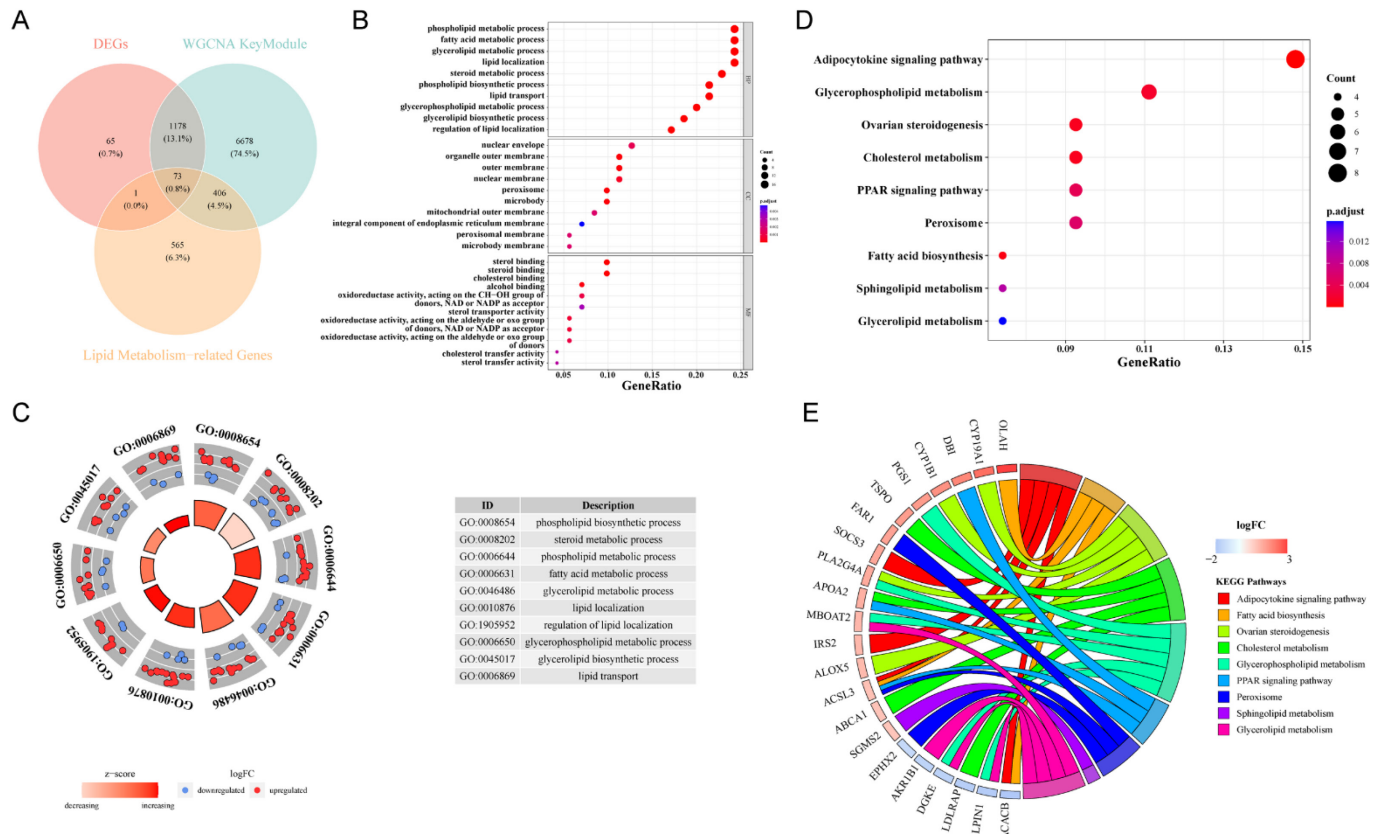 A
DEGs
WGCNA KeyModule
65
(0.7%)
1178
(13.1%)
6678
(74.5%)
73
(0.8%)
1
(0.0%)
406
(4.5%)
565
(6.3%)
Lipid Metabolism−related Genes
B
phospholipid metabolic process
fatty acid metabolic process
glycerolipid metabolic process
lipid localization
steroid metabolic process
phospholipid biosynthetic process
lipid transport
glycerophospholipid metabolic process
glycerolipid biosynthetic process
regulation of lipid localization
BP
nuclear envelope
organelle outer membrane
outer membrane
nuclear membrane
peroxisome
microbody
mitochondrial outer membrane
integral component of endoplasmic reticulum membrane
peroxisomal membrane
microbody membrane
CC
sterol binding
steroid binding
cholesterol binding
alcohol binding
oxidoreductase activity, acting on the CH−OH group of
donors, NAD or NADP as acceptor
sterol transporter activity
oxidoreductase activity, acting on the aldehyde or oxo group
of donors, NAD or NADP as acceptor
oxidoreductase activity, acting on the aldehyde or oxo group
of donors
cholesterol transfer activity
sterol transfer activity
MF
0.05 0.10 0.15 0.20 0.25
GeneRatio
Count
p.adjust
D
Adipocytokine signaling pathway
Glycerophospholipid metabolism
Ovarian steroidogenesis
Cholesterol metabolism
PPAR signaling pathway
Peroxisome
Fatty acid biosynthesis
Sphingolipid metabolism
Glycerolipid metabolism
0.09 0.11 0.13 0.15
GeneRatio
Count
4
5
6
7
8
p.adjust
0.012
0.008
0.004
C
GO:0008654
GO:0008202
GO:0006644
GO:0006631
GO:0046486
GO:0010876
GO:1905952
GO:0006650
GO:0045017
GO:0006869
z−score
decreasing increasing
logFC
downregulated upregulated
ID Description
GO:0008654 phospholipid biosynthetic process
GO:0008202 steroid metabolic process
GO:0006644 phospholipid metabolic process
GO:0006631 fatty acid metabolic process
GO:0046486 glycerolipid metabolic process
GO:0010876 lipid localization
GO:1905952 regulation of lipid localization
GO:0006650 glycerophospholipid metabolic process
GO:0045017 glycerolipid biosynthetic process
GO:0006869 lipid transport
E
OLAH
CYP19A1
DBI
CYP1B1
PGS1
TSPO
FAR1
SOCS3
PLA2G4A
APOA2
MBOAT2
IRS2
ALOX5
ACSL3
ABCA1
SGMS2
EPHX2
AKR1B1
DGKE
LDLRAP
LPIN1
ACACB
logFC
−2 3
KEGG Pathways
Adipocytokine signaling pathway
Fatty acid biosynthesis
Ovarian steroidogenesis
Cholesterol metabolism
Glycerophospholipid metabolism
PPAR signaling pathway
Peroxisome
Sphingolipid metabolism
Glycerolipid metabolism